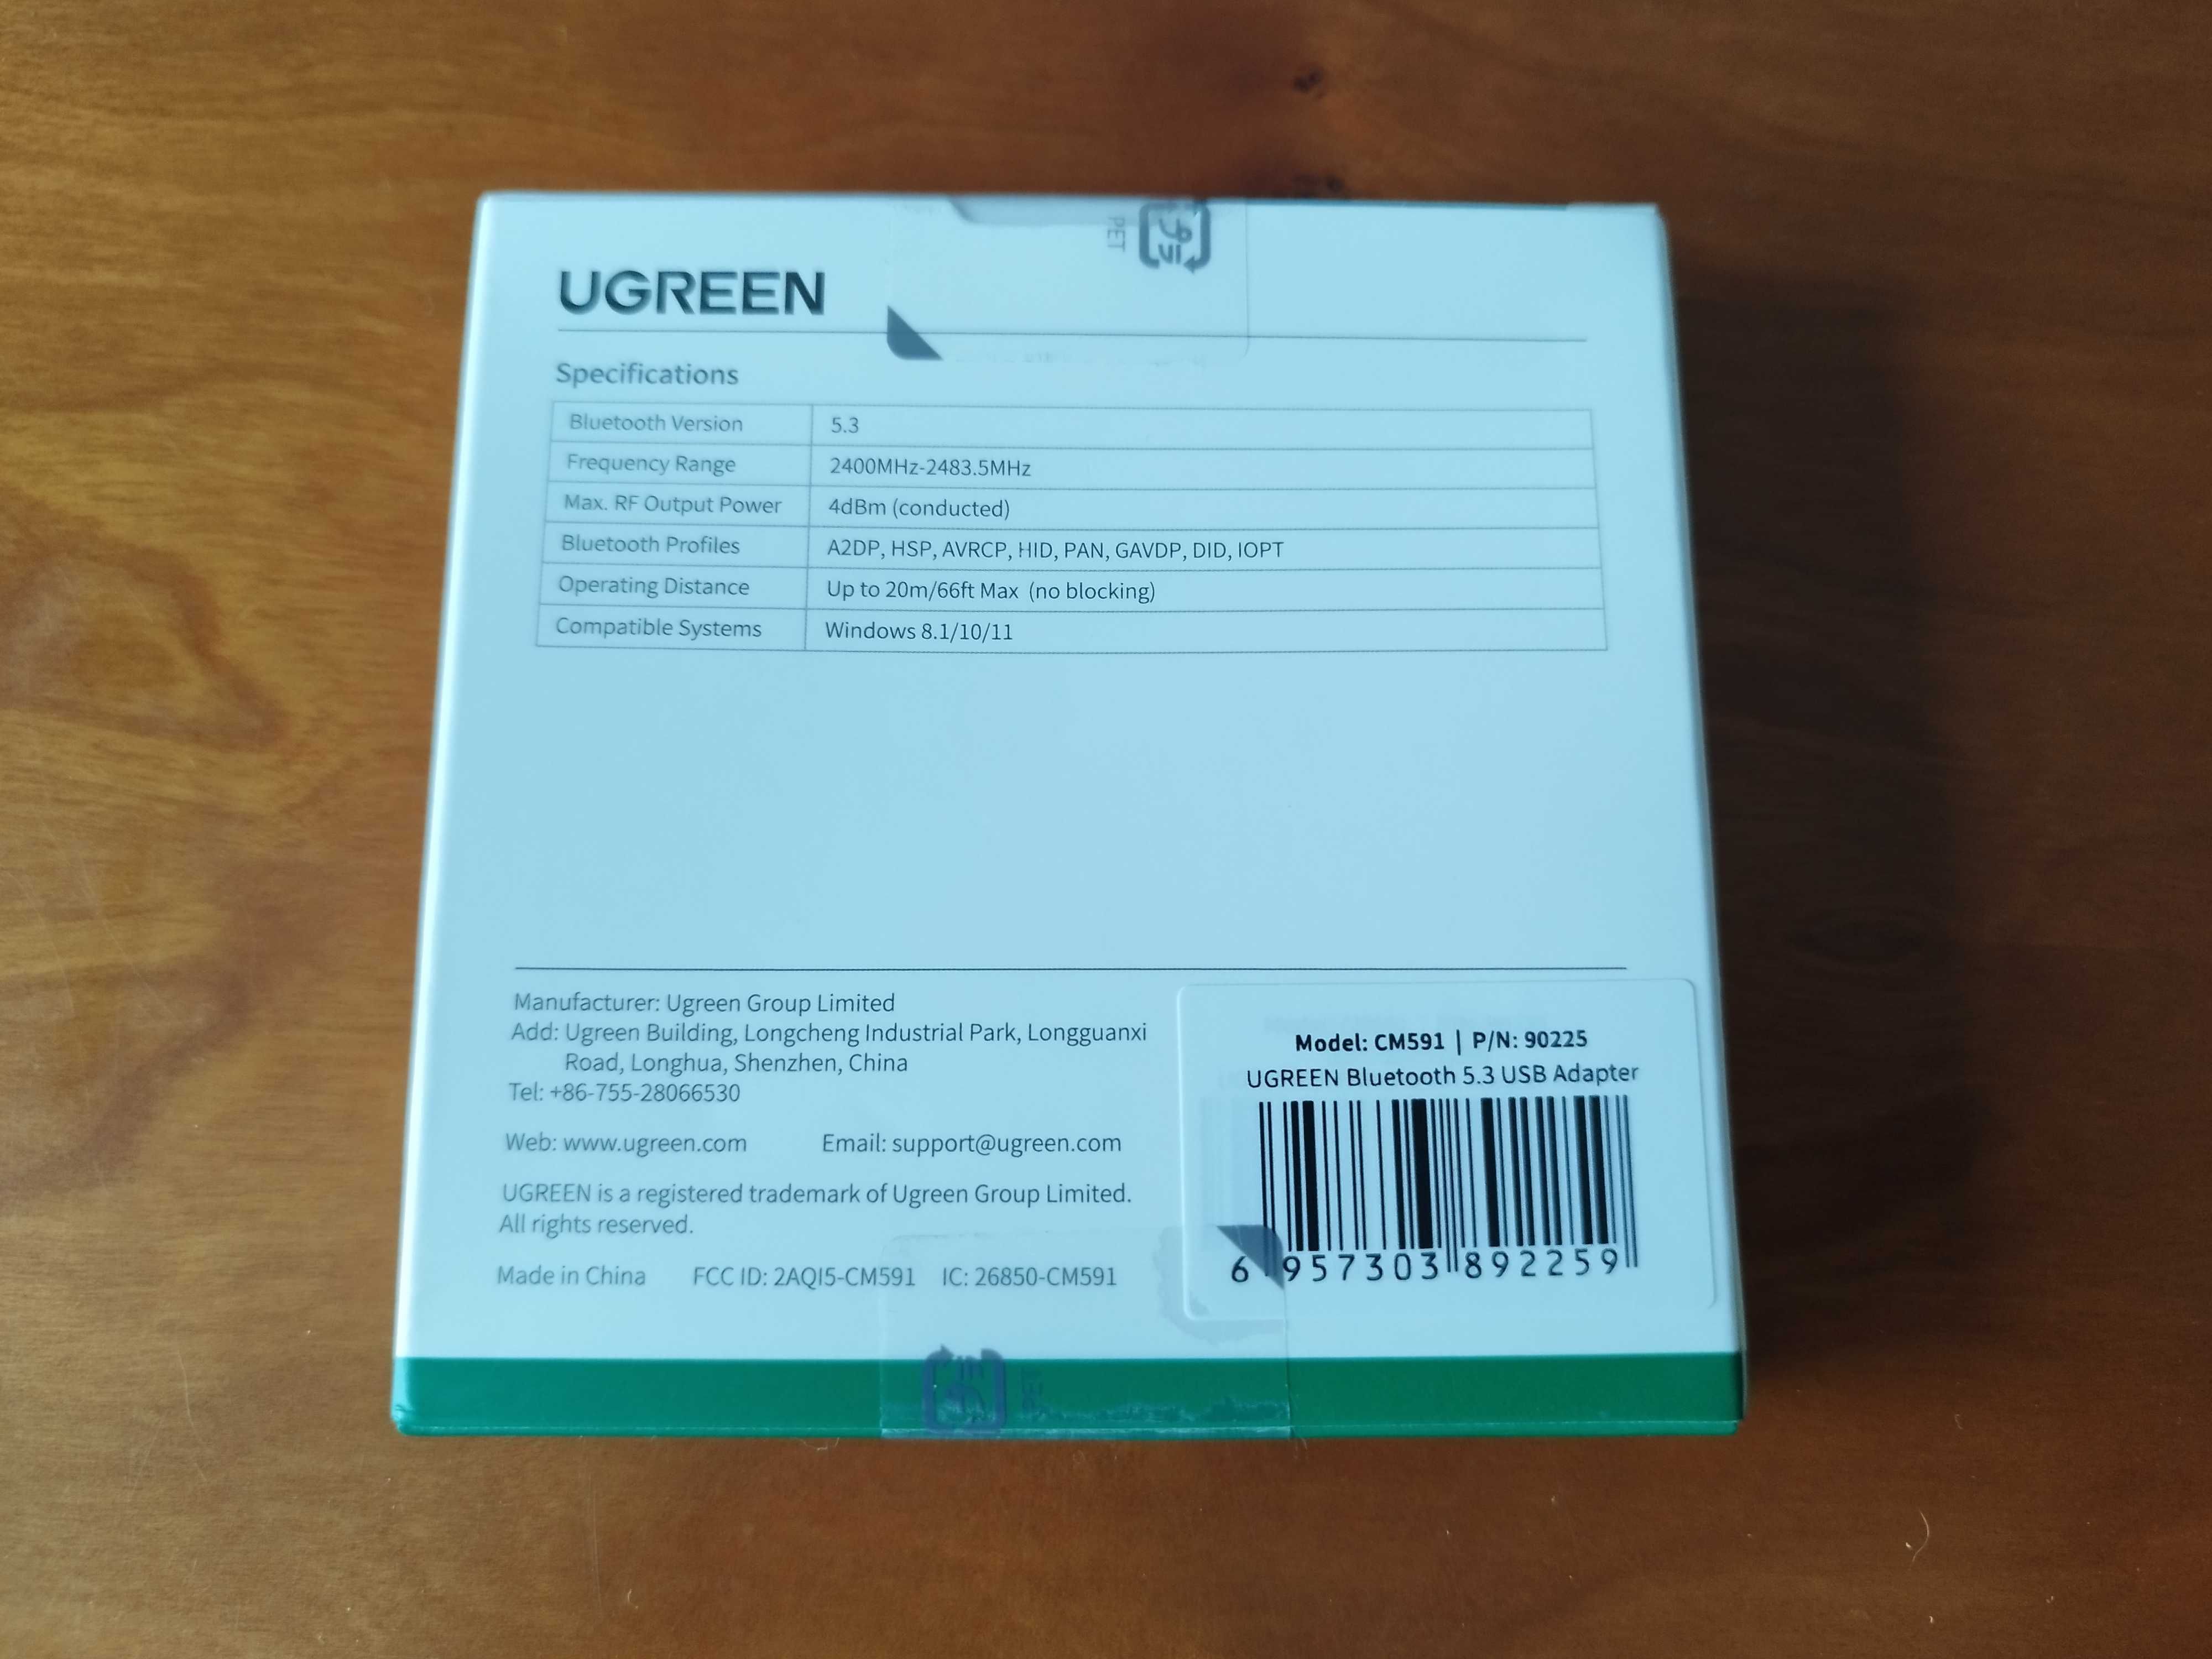 PET
UGREEN
Specifications
Bluetooth Version 5.3
Frequency Range 2400MHz-2483.5MHz
Max. RF Output Power 4dBm (conducted)
Bluetooth Profiles A2DP, HSP, AVRCP, HID, PAN, GAVDP, DID, IOPT
Operating Distance Up to 20m/66ft Max (no blocking)
Compatible Systems Windows 8.1/10/11
Manufacturer: Ugreen Group Limited
Add: Ugreen Building, Longcheng Industrial Park, Longguanxi
Road, Longhua, Shenzhen, China
Tel: +86-755-28066530
Web: www.ugreen.com Email: support@ugreen.com
UGREEN is a registered trademark of Ugreen Group Limited.
All rights reserved.
Made in China FCC ID: 2AQI5-CM591 IC: 26850-CM591
Model: CM591 | P/N: 90225
UGREEN Bluetooth 5.3 USB Adapter
6 957303 892259